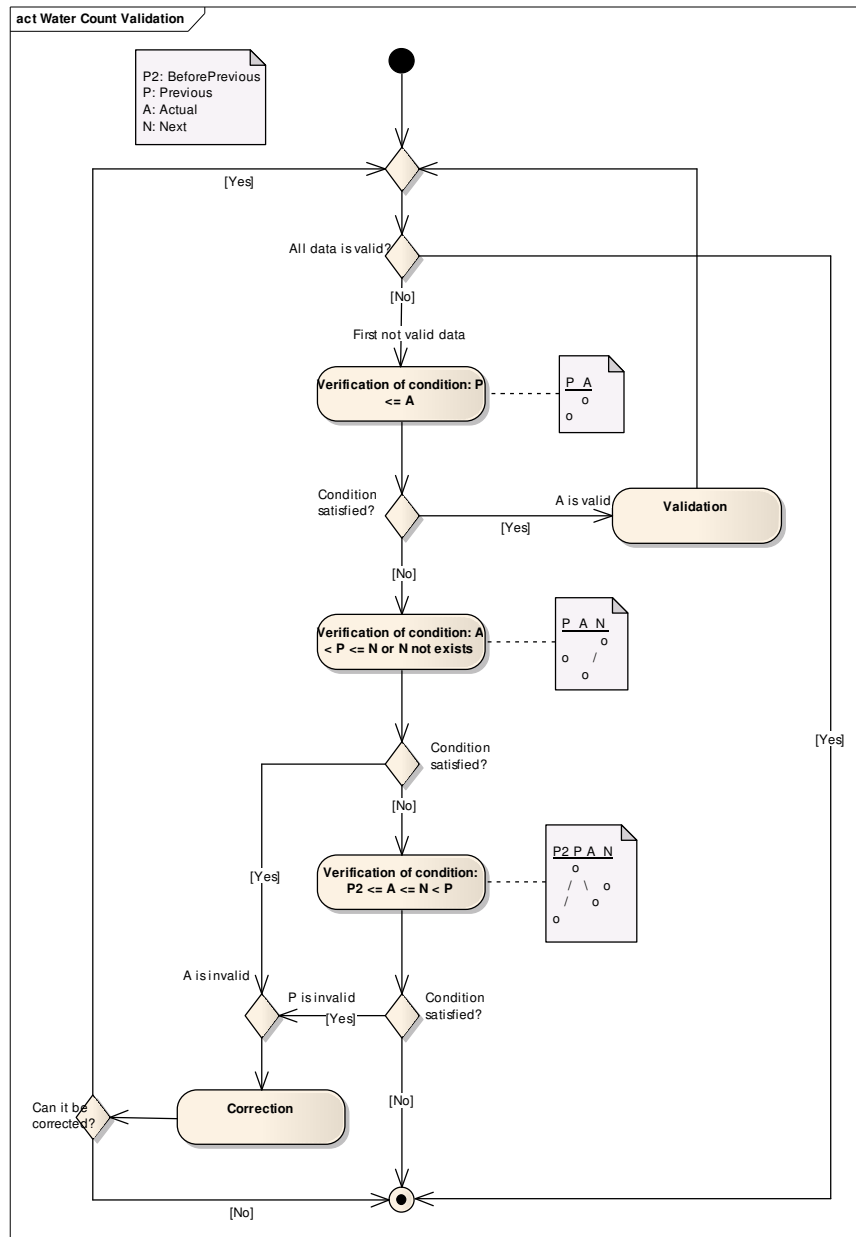 act Water Count Validation
P2: BeforePrevious
P: Previous
A: Actual
N: Next
[Yes]
All data is valid?
[No]
First not valid data
Verification of condition: P
<= A
P A
o
o
Condition
satisfied?
A is valid
[Yes]
Validation
[No]
Verification of condition: A
< P <= N or N not exists
P A N
o
o /
o
[Yes]
Condition
satisfied?
[No]
Verification of condition:
P2 <= A <= N < P
P2 P A N
o
/ \ o
/ o
o
[Yes]
A is invalid
P is invalid
[Yes]
Condition
satisfied?
Can it be
corrected?
Correction
[No]
[No]